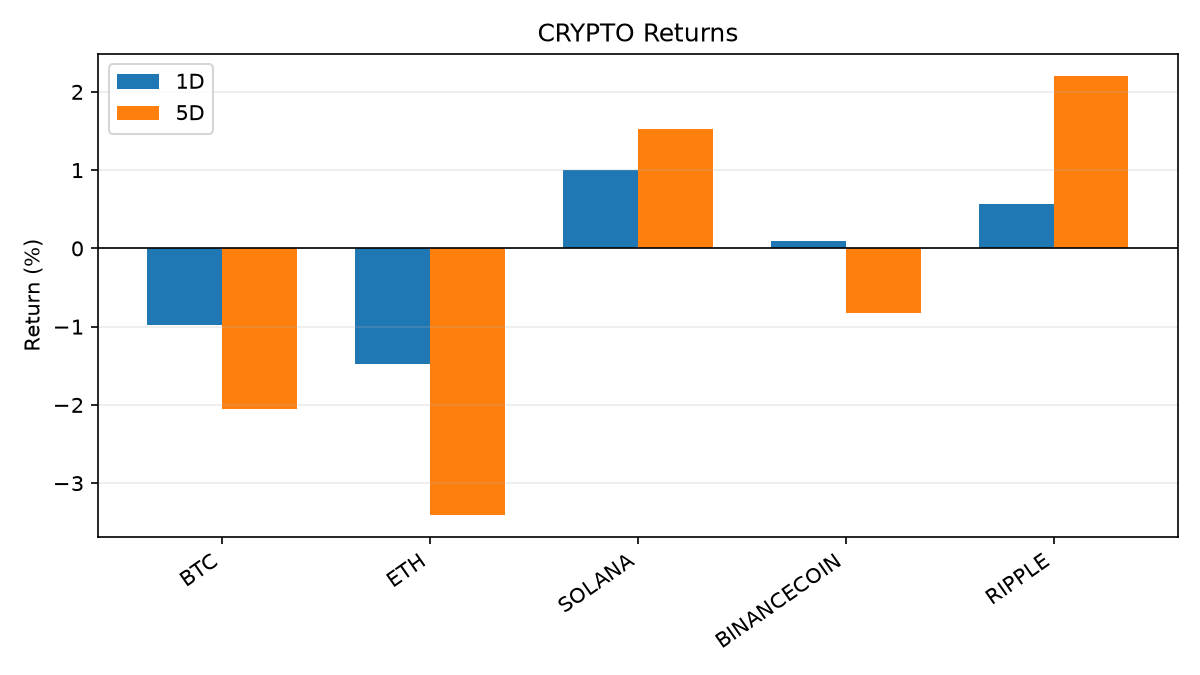 CRYPTO Returns
1D
5D
Return (%)
2
1
0
−1
−2
−3
BTC
ETH
SOLANA
BINANCECOIN
RIPPLE